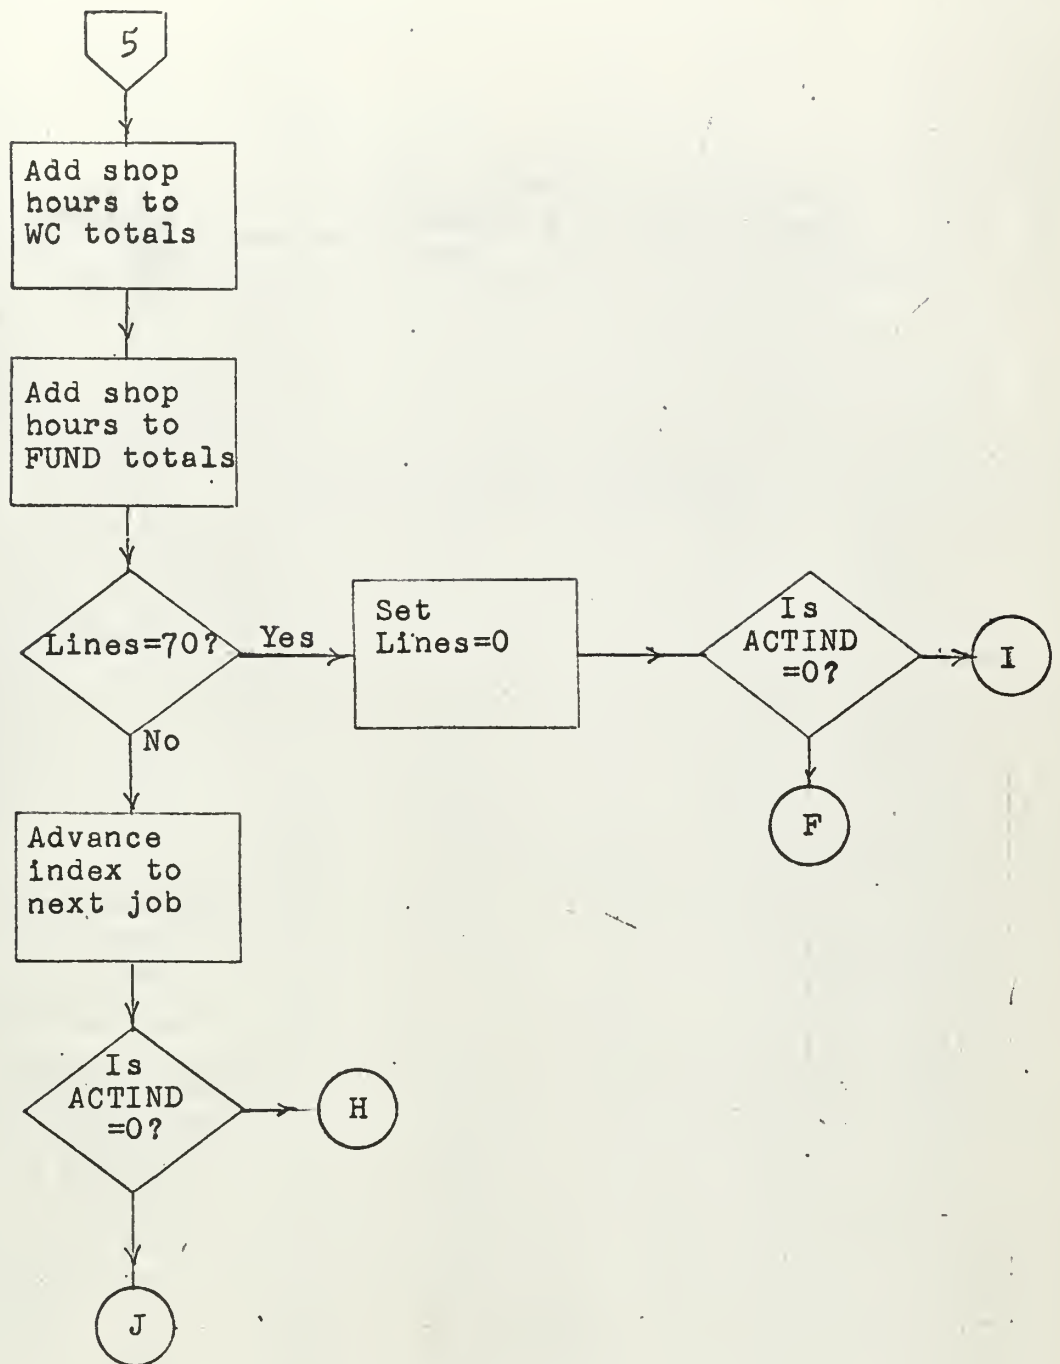 5
Add shop
hours to
WC totals
Add shop
hours to
FUND totals
Lines=70?
Yes
Set
Lines=0
Is
ACTIND
=0?
I
No
F
Advance
index to
next job
Is
ACTIND
=0?
H
J